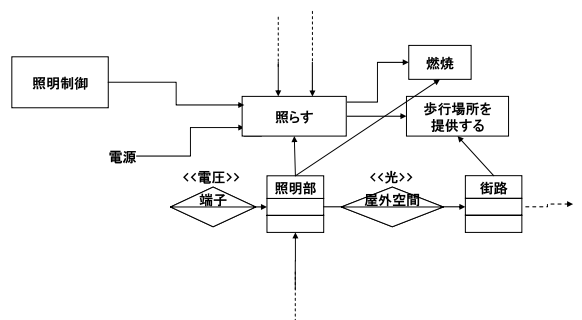 燃焼
照明制御
歩行場所を
提供する
照らす
電源
<<電圧>>
端子
照明部
<<光>>
屋外空間
街路